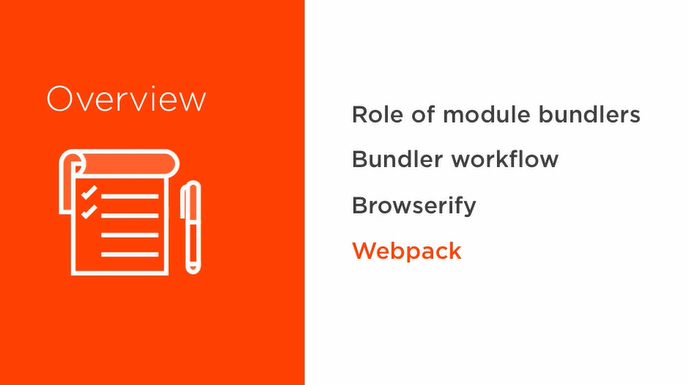 Overview
Role of module bundlers
Bundler workflow
Browserify
Webpack